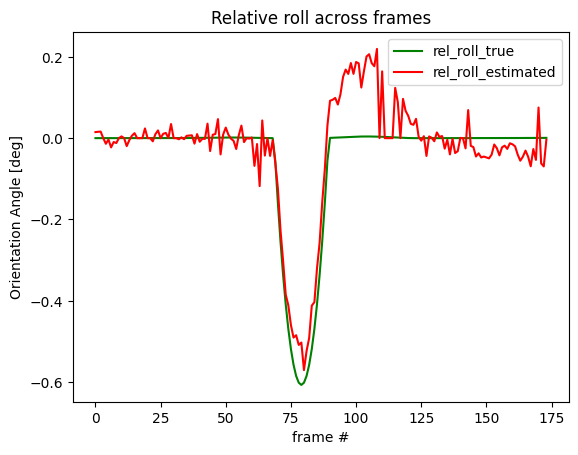 Relative roll across frames
rel_roll_true
rel_roll_estimated
Orientation Angle [deg]
0.2
0.0
−0.2
−0.4
−0.6
0 25 50 75 100 125 150 175
frame #